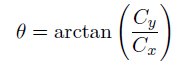 θ = arctan(C_y/C_x)